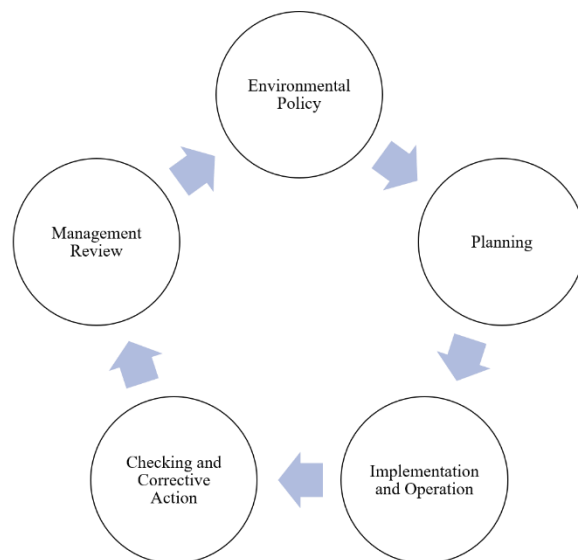 Environmental
Policy
Planning
Implementation
and Operation
Checking and
Corrective
Action
Management
Review